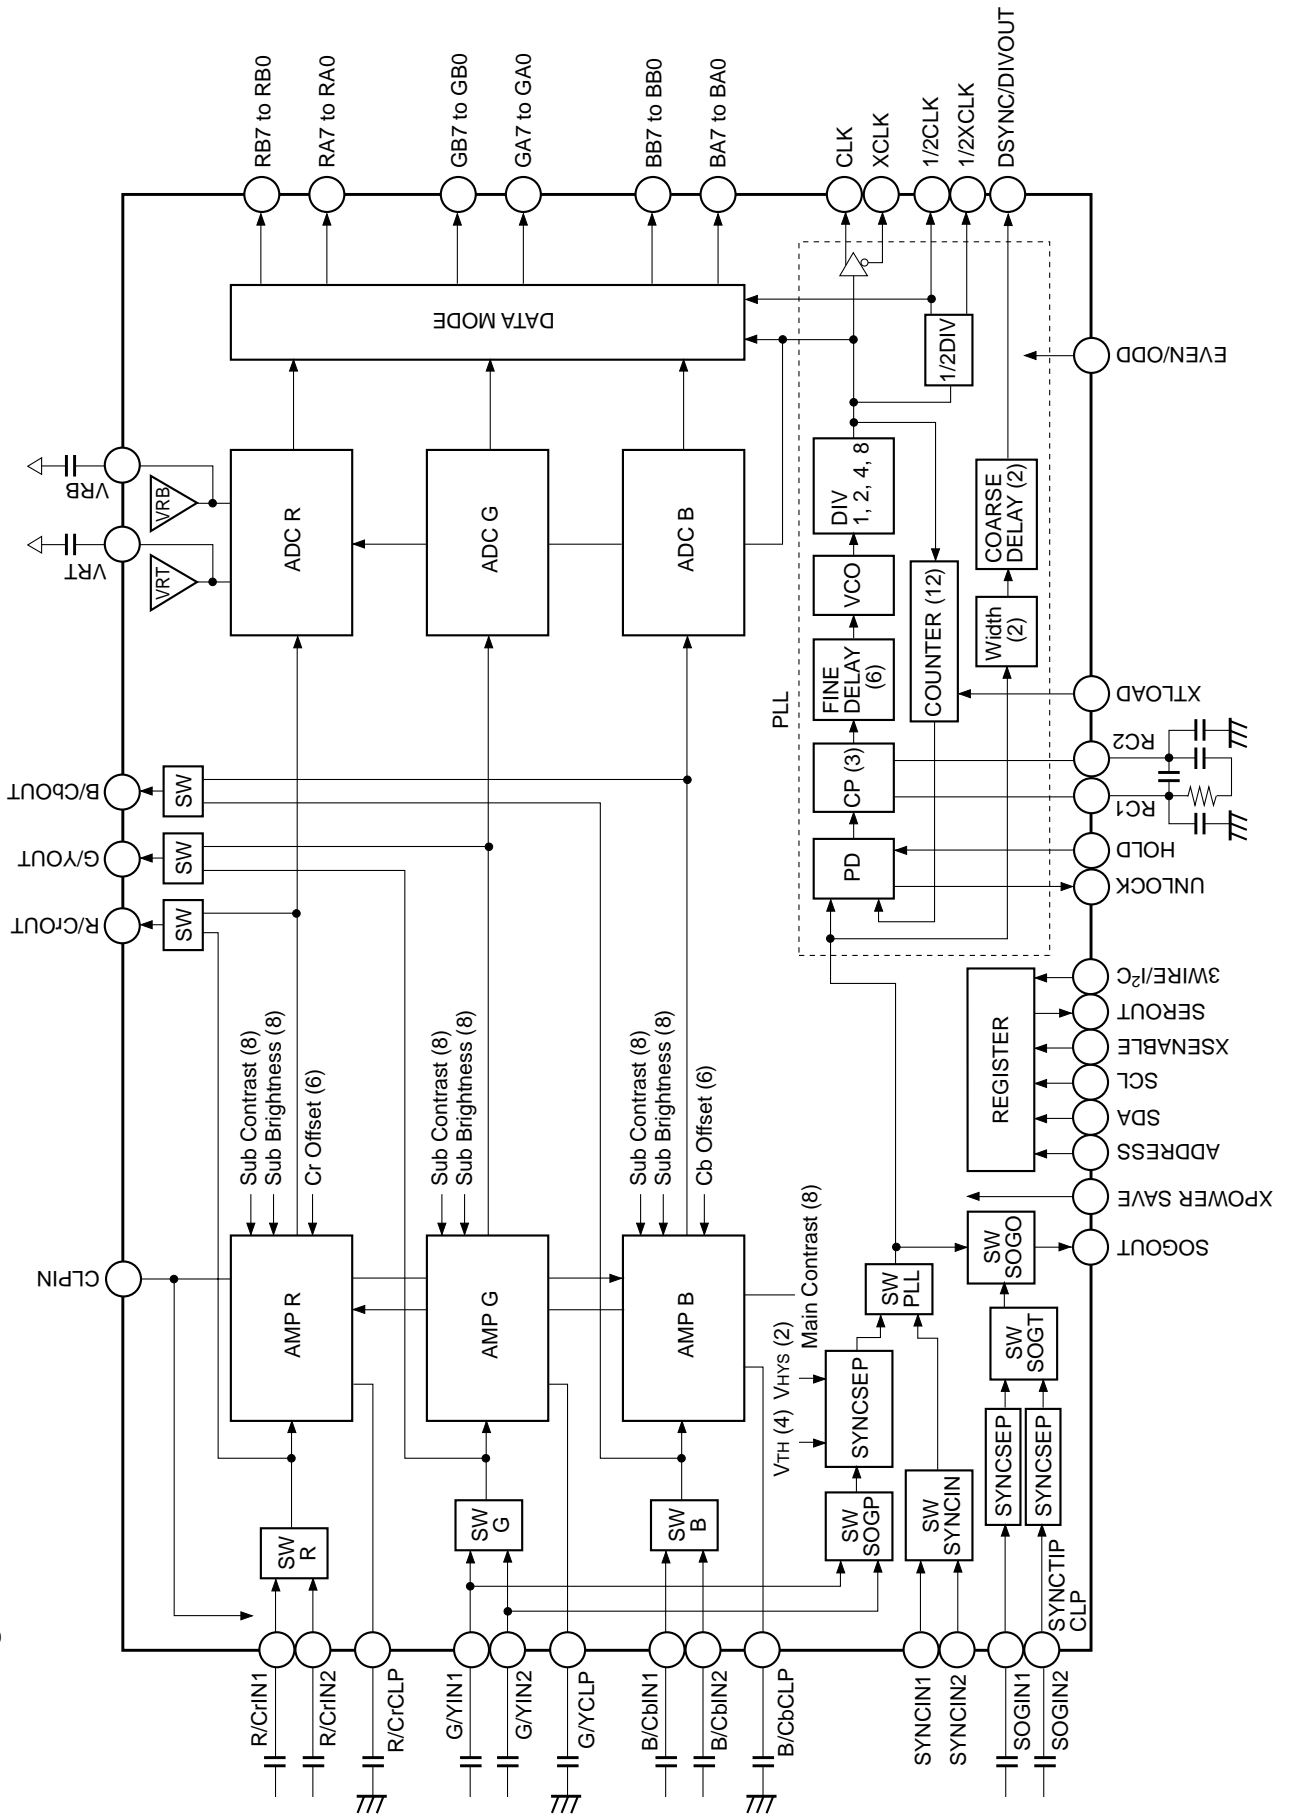 RB7 to RB0
RA7 to RA0
GB7 to GB0
GA7 to GA0
BB7 to BB0
BA7 to BA0
CLK
XCLK
1/2CLK
1/2XCLK
DSYNC/DIVOUT
DATA MODE
1/2DIV
EVEN/ODD
VRB
VRT
VRB
VRT
ADC R
ADC G
ADC B
DIV
1, 2, 4, 8
VCO
FINE
DELAY
(6)
CP (3)
PD
COUNTER (12)
COARSE
DELAY (2)
Width
(2)
PLL
XTLOAD
RC2
RC1
HOLD
UNLOCK
B/CbOUT
G/YOUT
R/CrOUT
SW
SW
SW
Sub Contrast (8)
Sub Brightness (8)
Cr Offset (6)
Sub Contrast (8)
Sub Brightness (8)
Sub Contrast (8)
Sub Brightness (8)
Cb Offset (6)
Main Contrast (8)
3WIRE/I2C
SEROUT
XSENABLE
SCL
SDA
ADDRESS
XPOWER SAVE
SOGOUT
REGISTER
CLPIN
AMP R
AMP G
AMP B
VTH (4)
VHYS (2)
SYNCSEP
SW
PLL
SW
SOGO
SW
SOGT
SYNCSEP
SYNCSEP
SW
R
SW
G
SW
B
SW
SOGP
SW
SYNCIN
SYNCTIP
CLP
R/CrIN1
R/CrIN2
R/CrCLP
G/YIN1
G/YIN2
G/YCLP
B/CbIN1
B/CbIN2
B/CbCLP
SYNCIN1
SYNCIN2
SOGIN1
SOGIN2